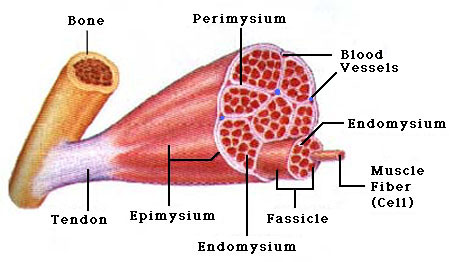 Bone
Perimysium
Blood
Vessels
Endomysium
Muscle
Fiber
(Cell)
Tendon
Epimysium
Fassicle
Endomysium